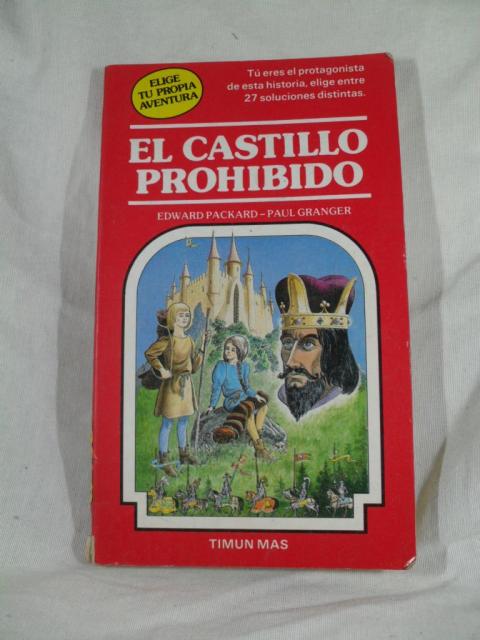 ELIGE
TU PROPIA
AVENTURA
Tú eres el protagonista
de esta historia, elige entre
27 soluciones distintas.
EL CASTILLO
PROHIBIDO
EDWARD PACKARD – PAUL GRANGER
TIMUN MAS